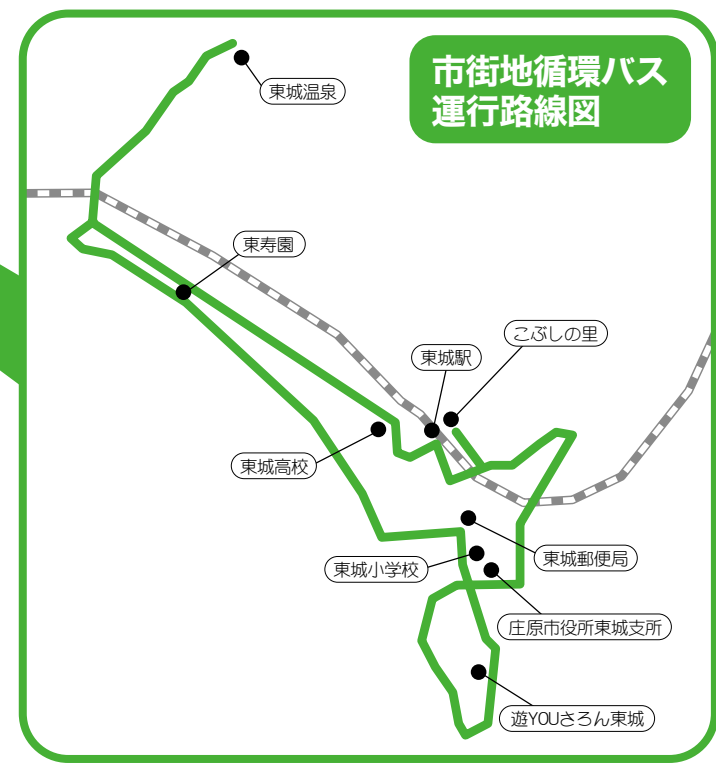 市街地循環バス
運行路線図
東城温泉
東寿園
こぶしの里
東城駅
東城高校
東城郵便局
東城小学校
庄原市役所東城支所
遊YOUさろん東城